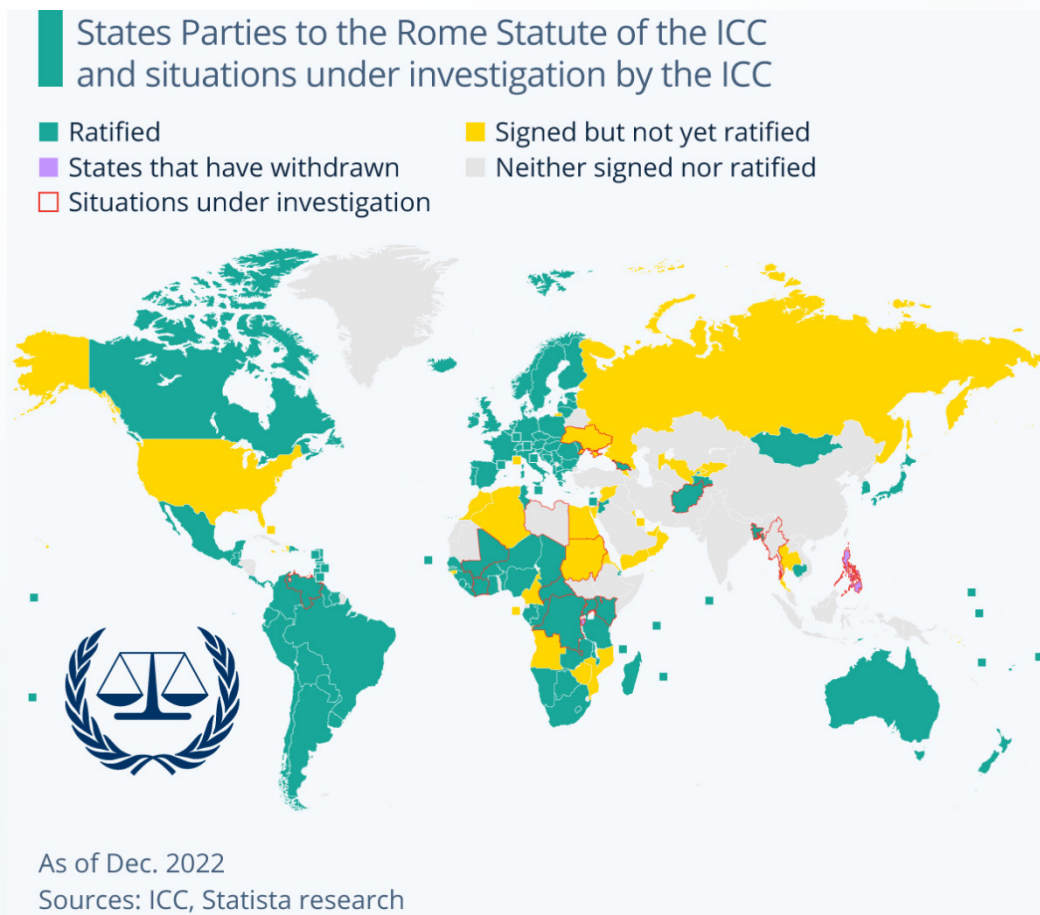 States Parties to the Rome Statute of the ICC
and situations under investigation by the ICC
Ratified
Signed but not yet ratified
States that have withdrawn
Neither signed nor ratified
Situations under investigation
As of Dec. 2022
Sources: ICC, Statista research